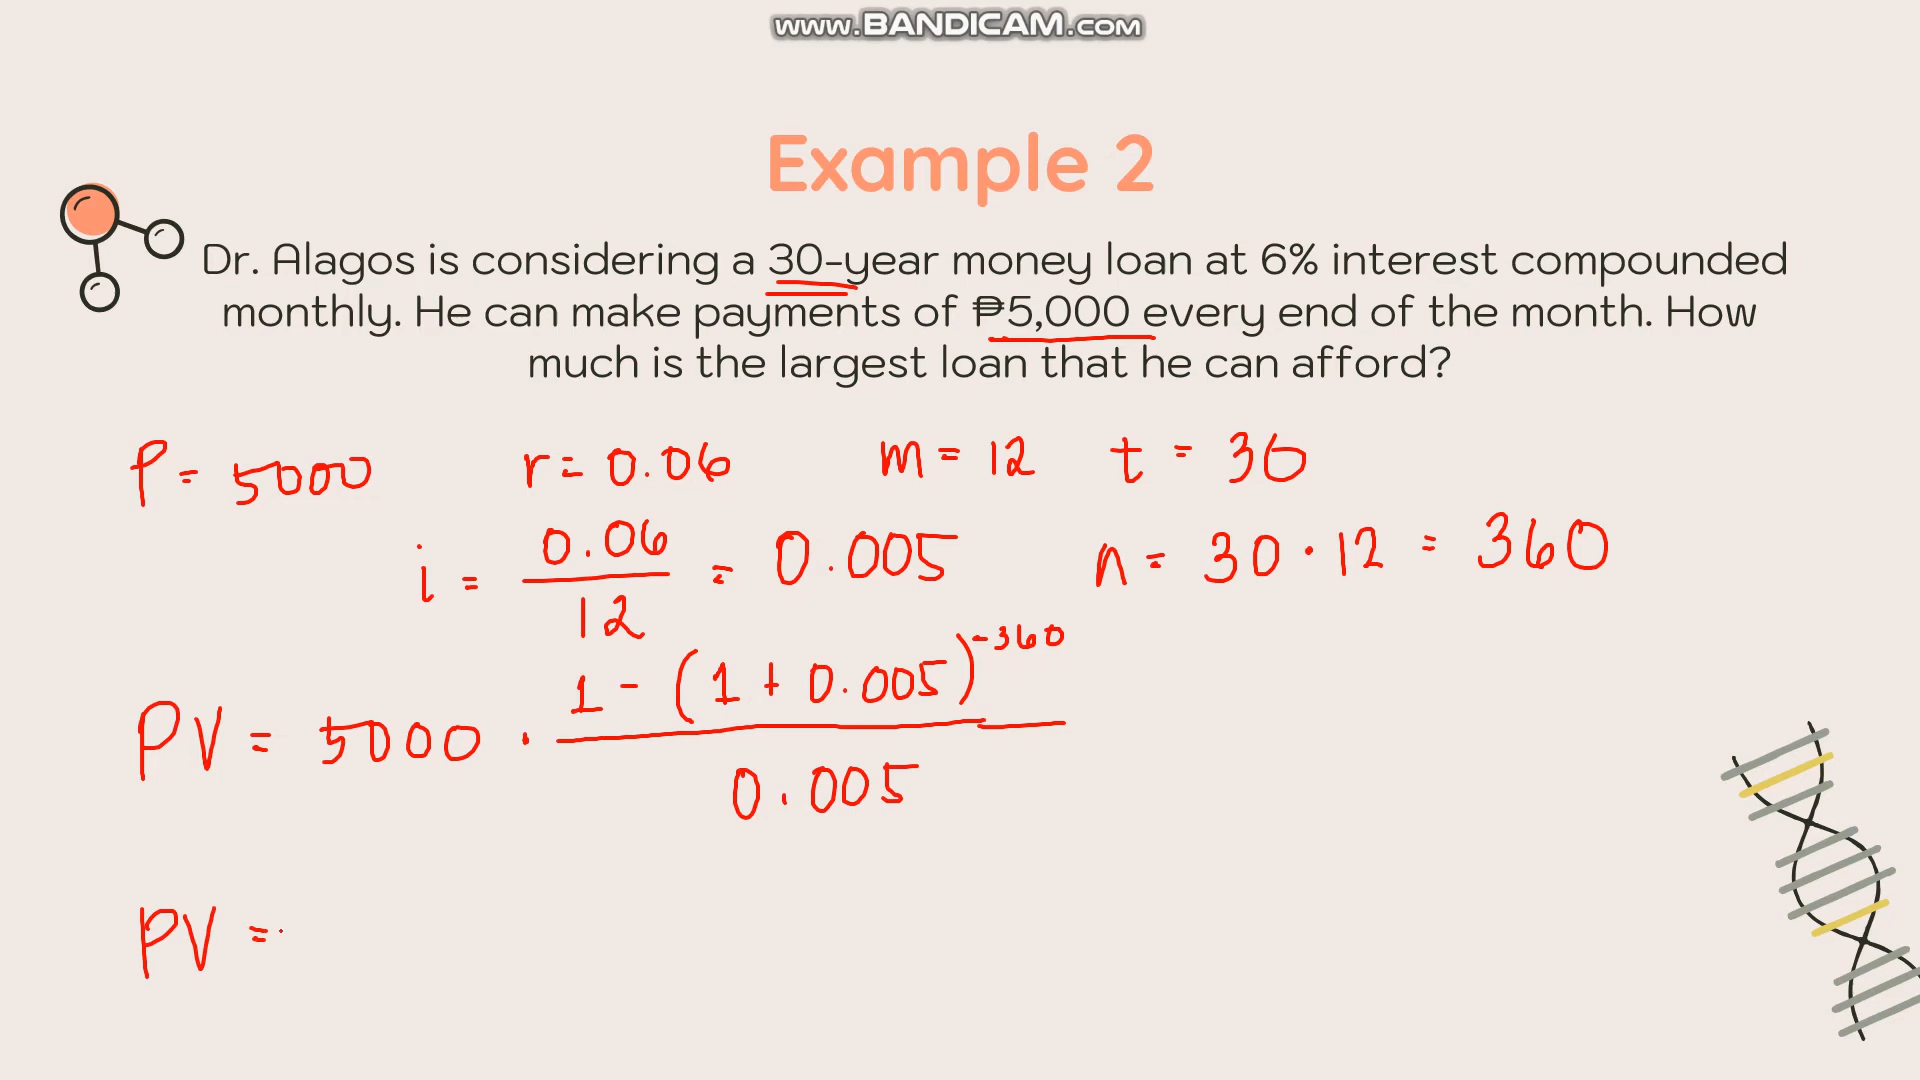 www.BANDICAM.com
Example 2
Dr. Alagos is considering a 30-year money loan at 6% interest compounded
monthly. He can make payments of ₱5,000 every end of the month. How
much is the largest loan that he can afford?
P = 5000 r = 0.06 m = 12 t = 30
i = 0.06 / 12 = 0.005 n = 30 · 12 = 360
PV = 5000 · 1 - (1 + 0.005)^-360 / 0.005
PV =